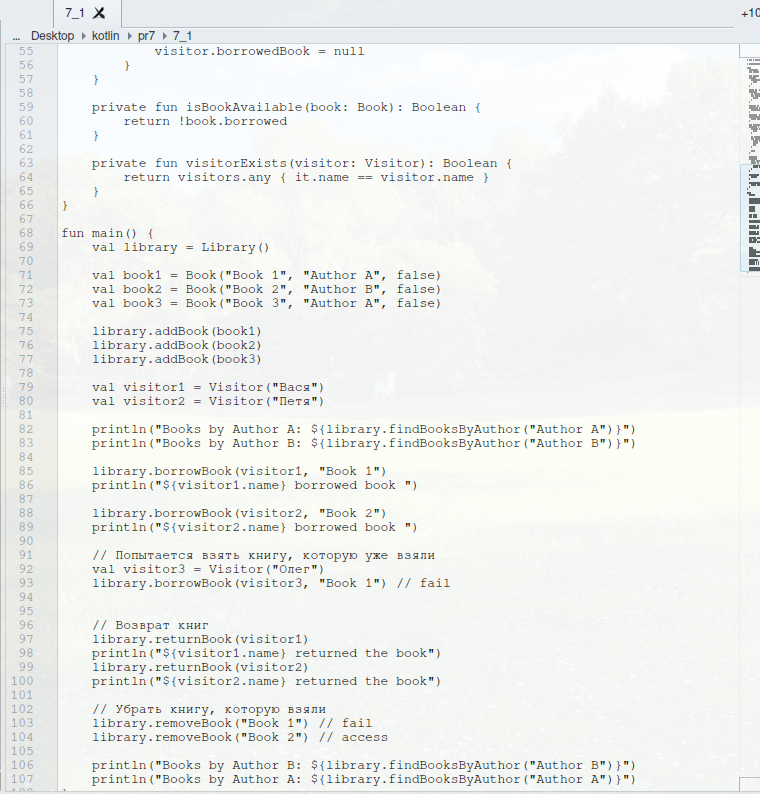 7_1
+10
... Desktop kotlin pr7 7_1
55             visitor.borrowedBook = null
56         }
57     }
58
59     private fun isBookAvailable(book: Book): Boolean {
60         return !book.borrowed
61     }
62
63     private fun visitorExists(visitor: Visitor): Boolean {
64         return visitors.any { it.name == visitor.name }
65     }
66 }
67
68 fun main() {
69     val library = Library()
70
71     val book1 = Book("Book 1", "Author A", false)
72     val book2 = Book("Book 2", "Author B", false)
73     val book3 = Book("Book 3", "Author A", false)
74
75     library.addBook(book1)
76     library.addBook(book2)
77     library.addBook(book3)
78
79     val visitor1 = Visitor("Вася")
80     val visitor2 = Visitor("Петя")
81
82     println("Books by Author A: ${library.findBooksByAuthor("Author A")}")
83     println("Books by Author B: ${library.findBooksByAuthor("Author B")}")
84
85     library.borrowBook(visitor1, "Book 1")
86     println("${visitor1.name} borrowed book ")
87
88     library.borrowBook(visitor2, "Book 2")
89     println("${visitor2.name} borrowed book ")
90
91     // Попытается взять книгу, которую уже взяли
92     val visitor3 = Visitor("Олег")
93     library.borrowBook(visitor3, "Book 1") // fail
94
95
96     // Возврат книг
97     library.returnBook(visitor1)
98     println("${visitor1.name} returned the book")
99     library.returnBook(visitor2)
100     println("${visitor2.name} returned the book")
101
102     // Убрать книгу, которую взяли
103     library.removeBook("Book 1") // fail
104     library.removeBook("Book 2") // access
105
106     println("Books by Author B: ${library.findBooksByAuthor("Author B")}")
107     println("Books by Author A: ${library.findBooksByAuthor("Author A")}")